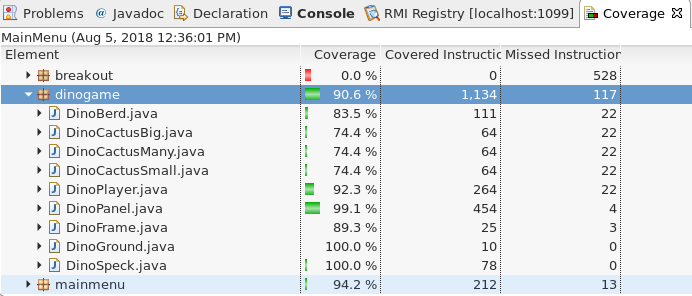 Problems Javadoc Declaration Console RMI Registry [localhost:1099] Coverage
MainMenu (Aug 5, 2018 12:36:01 PM)
Element Coverage Covered Instructic Missed Instruction
breakout 0.0 % 0 528
dinogame 90.6 % 1,134 117
DinoBerd.java 83.5 % 111 22
DinoCactusBig.java 74.4 % 64 22
DinoCactusMany.java 74.4 % 64 22
DinoCactusSmall.java 74.4 % 64 22
DinoPlayer.java 92.3 % 264 22
DinoPanel.java 99.1 % 454 4
DinoFrame.java 89.3 % 25 3
DinoGround.java 100.0 % 10 0
DinoSpeck.java 100.0 % 78 0
mainmenu 94.2 % 212 13